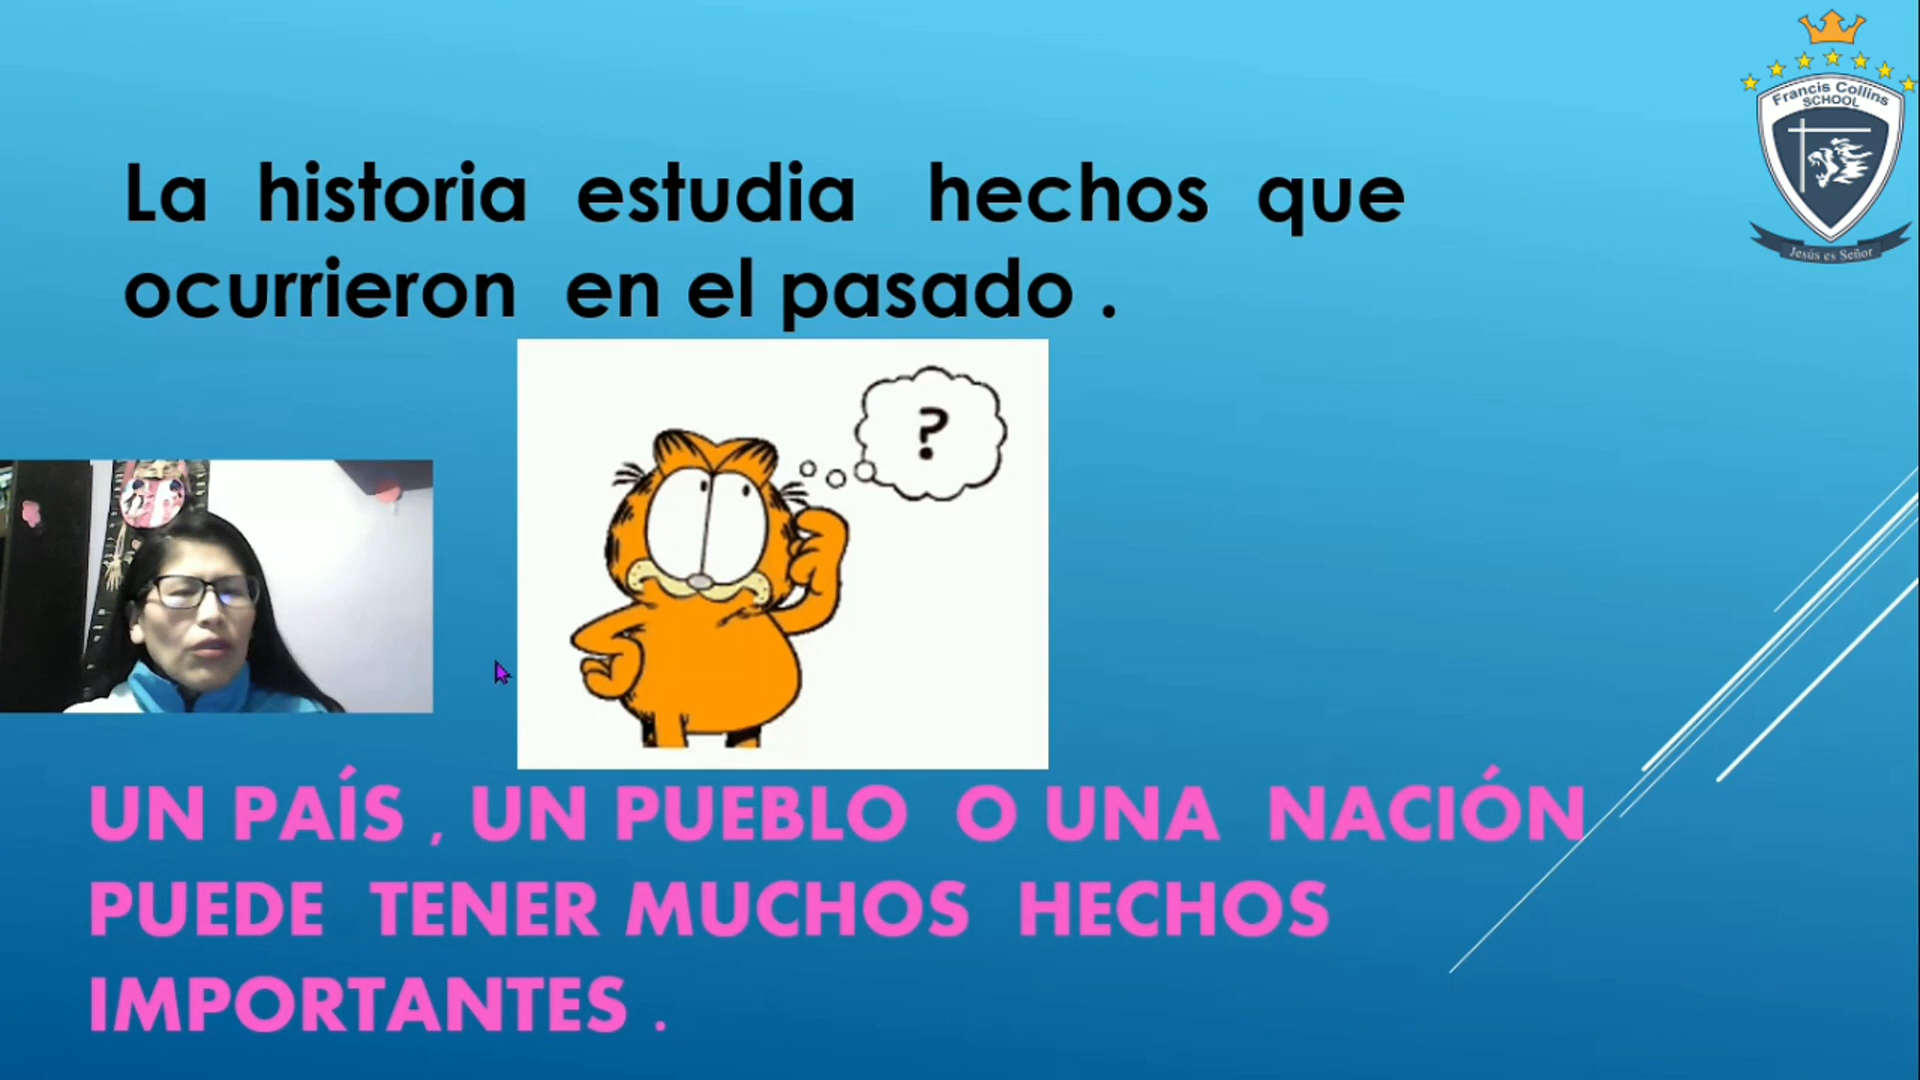 Francis Collins
SCHOOL
Jesús es Señor
La historia estudia hechos que
ocurrieron en el pasado .
?
UN PAÍS , UN PUEBLO O UNA NACIÓN
PUEDE TENER MUCHOS HECHOS
IMPORTANTES .